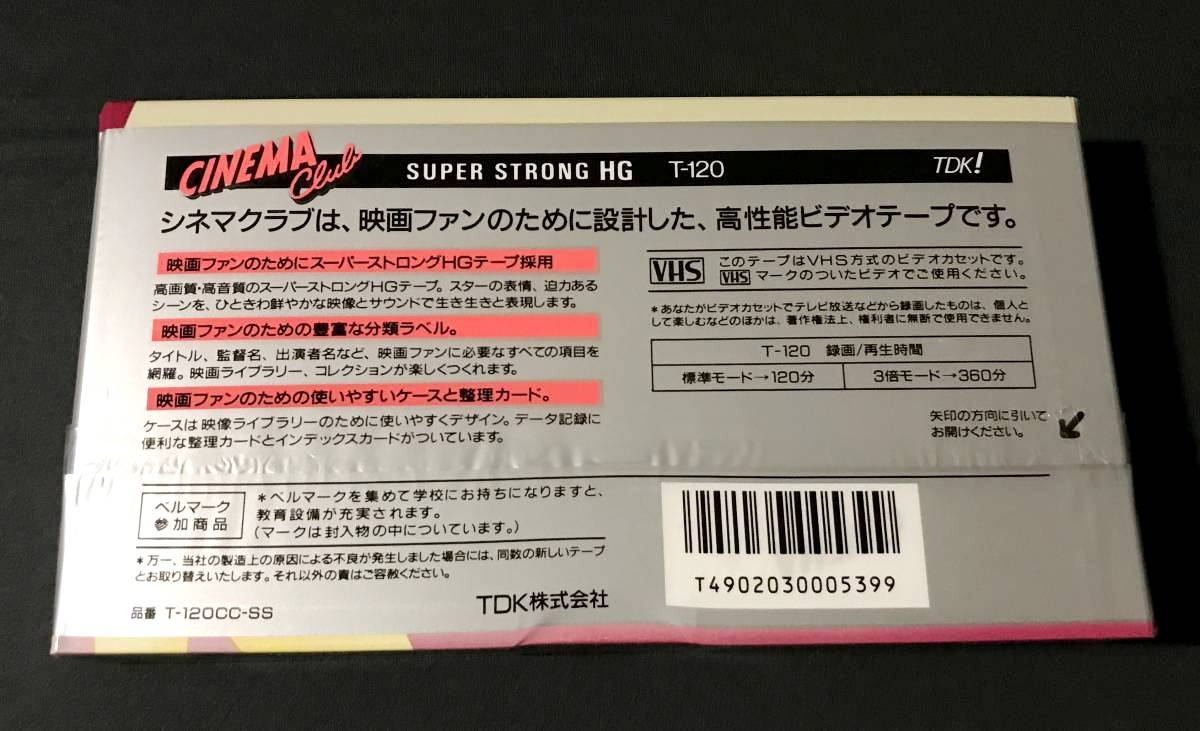 CINEMA Club SUPER STRONG HG T-120 TDK!
シネマクラブは、映画ファンのために設計した、高性能ビデオテープです。
映画ファンのためにスーパーストロングHGテープ採用
高画質・高音質のスーパーストロングHGテープ。スターの表情、迫力ある
シーンを、ひときわ鮮やかな映像とサウンドで生き生きと表現します。
映画ファンのための豊富な分類ラベル。
タイトル、監督名、出演者名など、映画ファンに必要なすべての項目を
網羅。映画ライブラリー、コレクションが楽しくつくれます。
映画ファンのための使いやすいケースと整理カード。
ケースは映像ライブラリーのために使いやすくデザイン。データ記録に
便利な整理カードとインデックスカードがついています。
VHS このテープはVHS方式のビデオカセットです。
VHS マークのついたビデオでご使用ください。
*あなたがビデオカセットでテレビ放送などから録画したものは、個人と
して楽しむなどのほかは、著作権法上、権利者に無断で使用できません。
T-120 録画/再生時間
標準モード→120分 3倍モード→360分
矢印の方向に引いて
お開けください。
ベルマーク
参加商品
*ベルマークを集めて学校にお持ちになりますと、
教育設備が充実されます。
(マークは封入物の中についています。)
*万一、当社の製造上の原因による不良が発生しました場合には、同数の新しいテープ
とお取り替えいたします。それ以外の責はご容赦ください。
品番 T-120CC-SS
TDK株式会社
T4902030005399